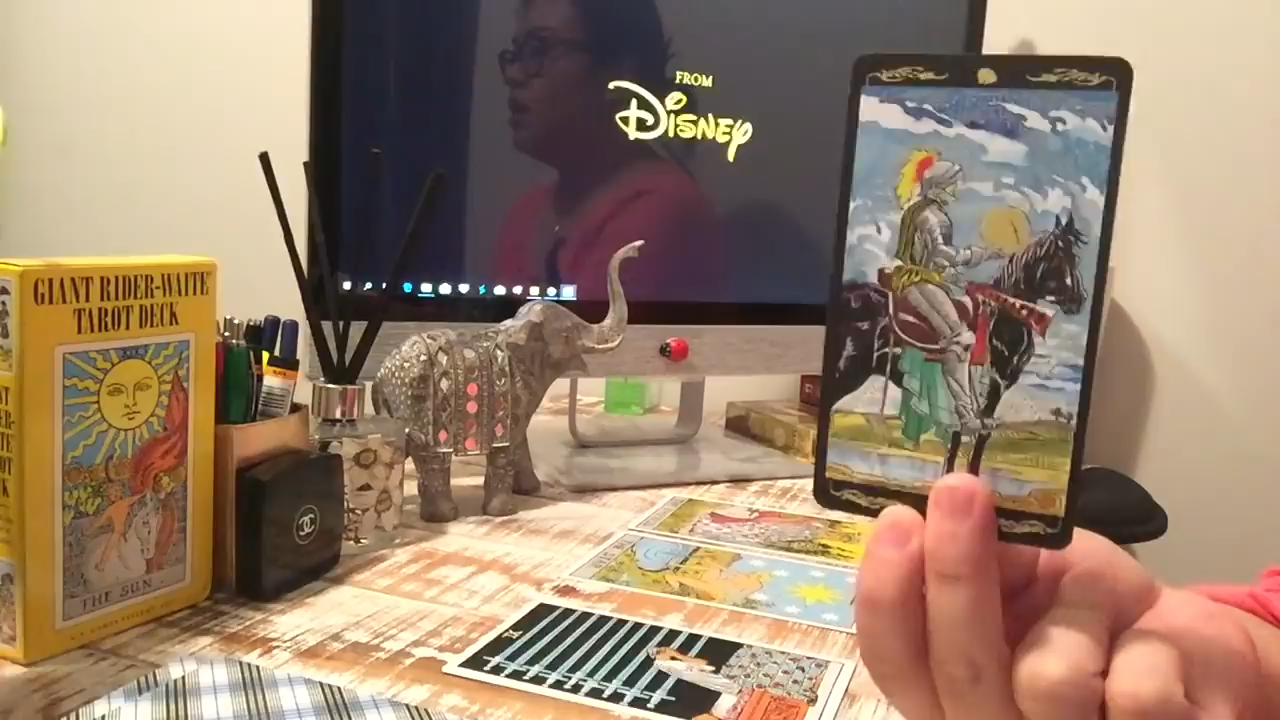 FROM
DISNEY
GIANT RIDER-WAITE
TAROT DECK
THE SUN